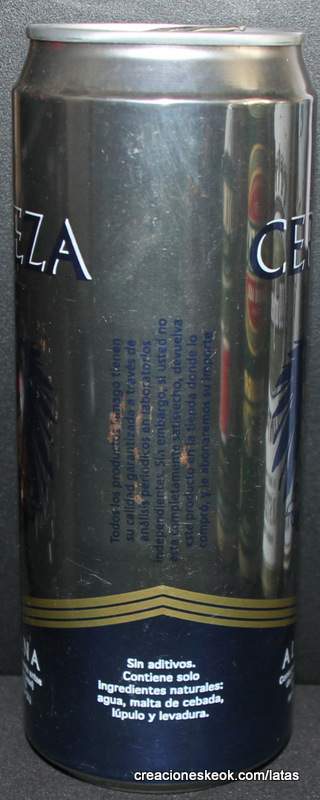 EZA
CE
Todos los productos
su calidad garantizada a través de
análisis periódicos en laboratorios
independientes. Sin embargo, si usted no
está completamente satisfecho, devuelva
este producto en la tienda donde lo
compró, y le abonaremos su importe.
Sin aditivos.
Contiene solo
ingredientes naturales:
agua, malta de cebada,
lúpulo y levadura.
creacioneskeok.com/latas